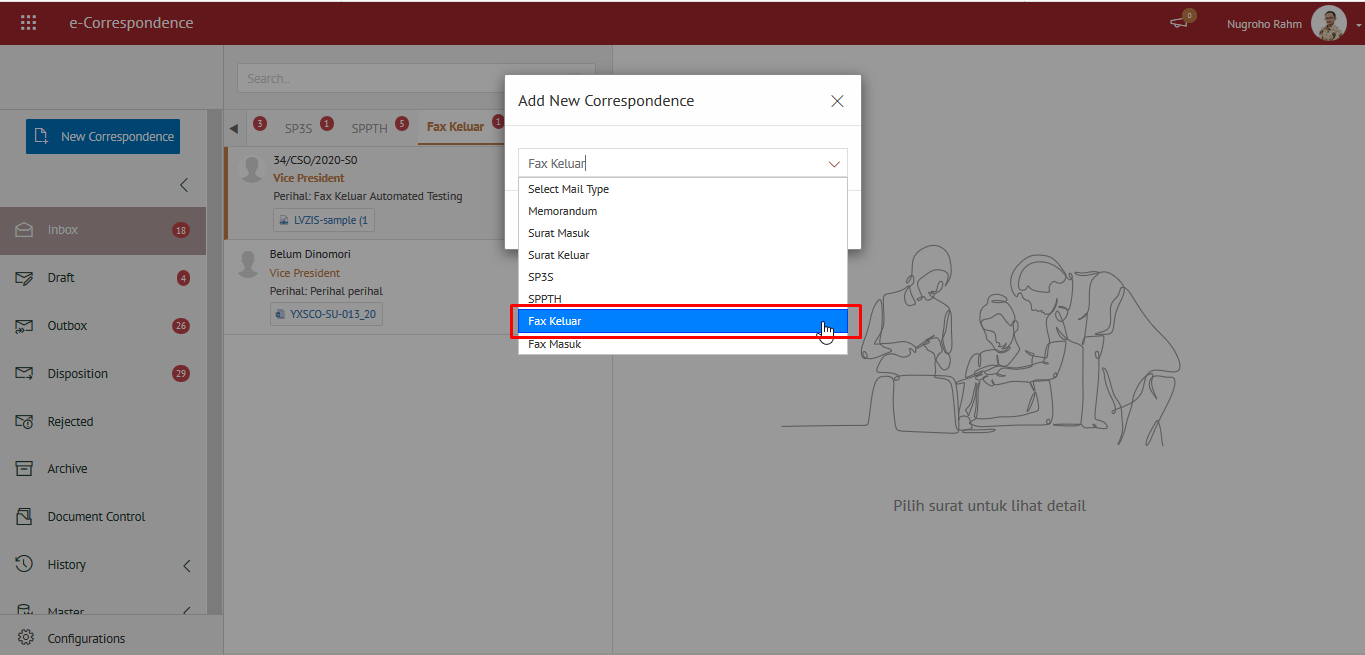 e-Correspondence
0
Nugroho Rahm
Search..
New Correspondence
Inbox 18
Draft 4
Outbox 26
Disposition 29
Rejected
Archive
Document Control
History
Master
Configurations
3 SP3S 1 SPPTH 5 Fax Keluar 1
34/CSO/2020-S0
Vice President
Perihal: Fax Keluar Automated Testing
LVZIS-sample (1
Belum Dinomori
Vice President
Perihal: Perihal perihal
YXSCO-SU-013_20
Add New Correspondence
Fax Keluar
Select Mail Type
Memorandum
Surat Masuk
Surat Keluar
SP3S
SPPTH
Fax Keluar
Fax Masuk
Pilih surat untuk lihat detail